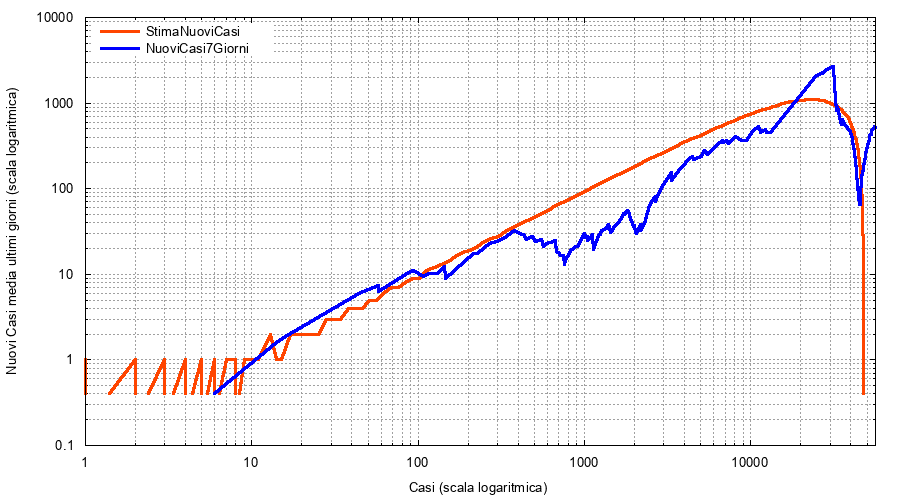 10000
StimaNuoviCasi
NuoviCasi7Giorni
1000
100
10
1
0.1
Nuovi Casi media ultimi giorni (scala logaritmica)
1 10 100 1000 10000
Casi (scala logaritmica)